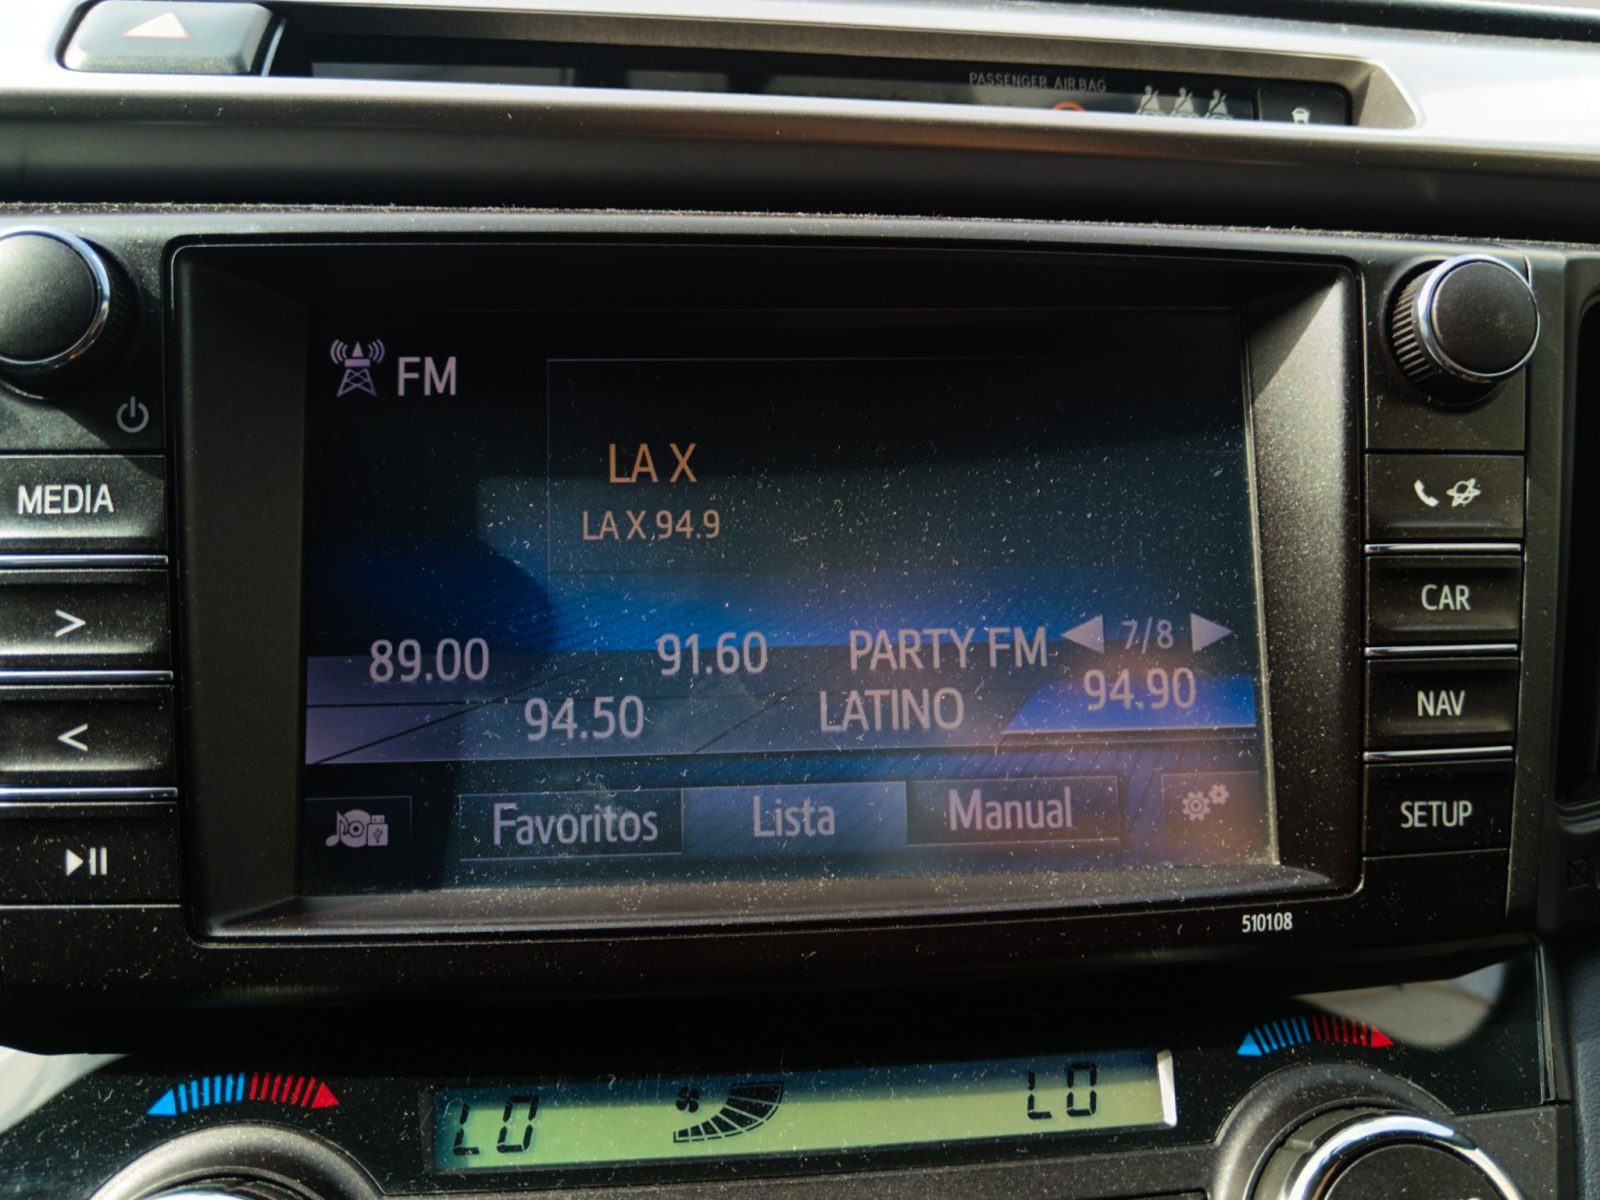 PASSENGER AIR BAG
FM
LA X
LA X 94.9
MEDIA
CAR
NAV
SETUP
89.00
91.60
PARTY FM
7/8
94.50
LATINO
94.90
Favoritos
Lista
Manual
510108
LO
LO